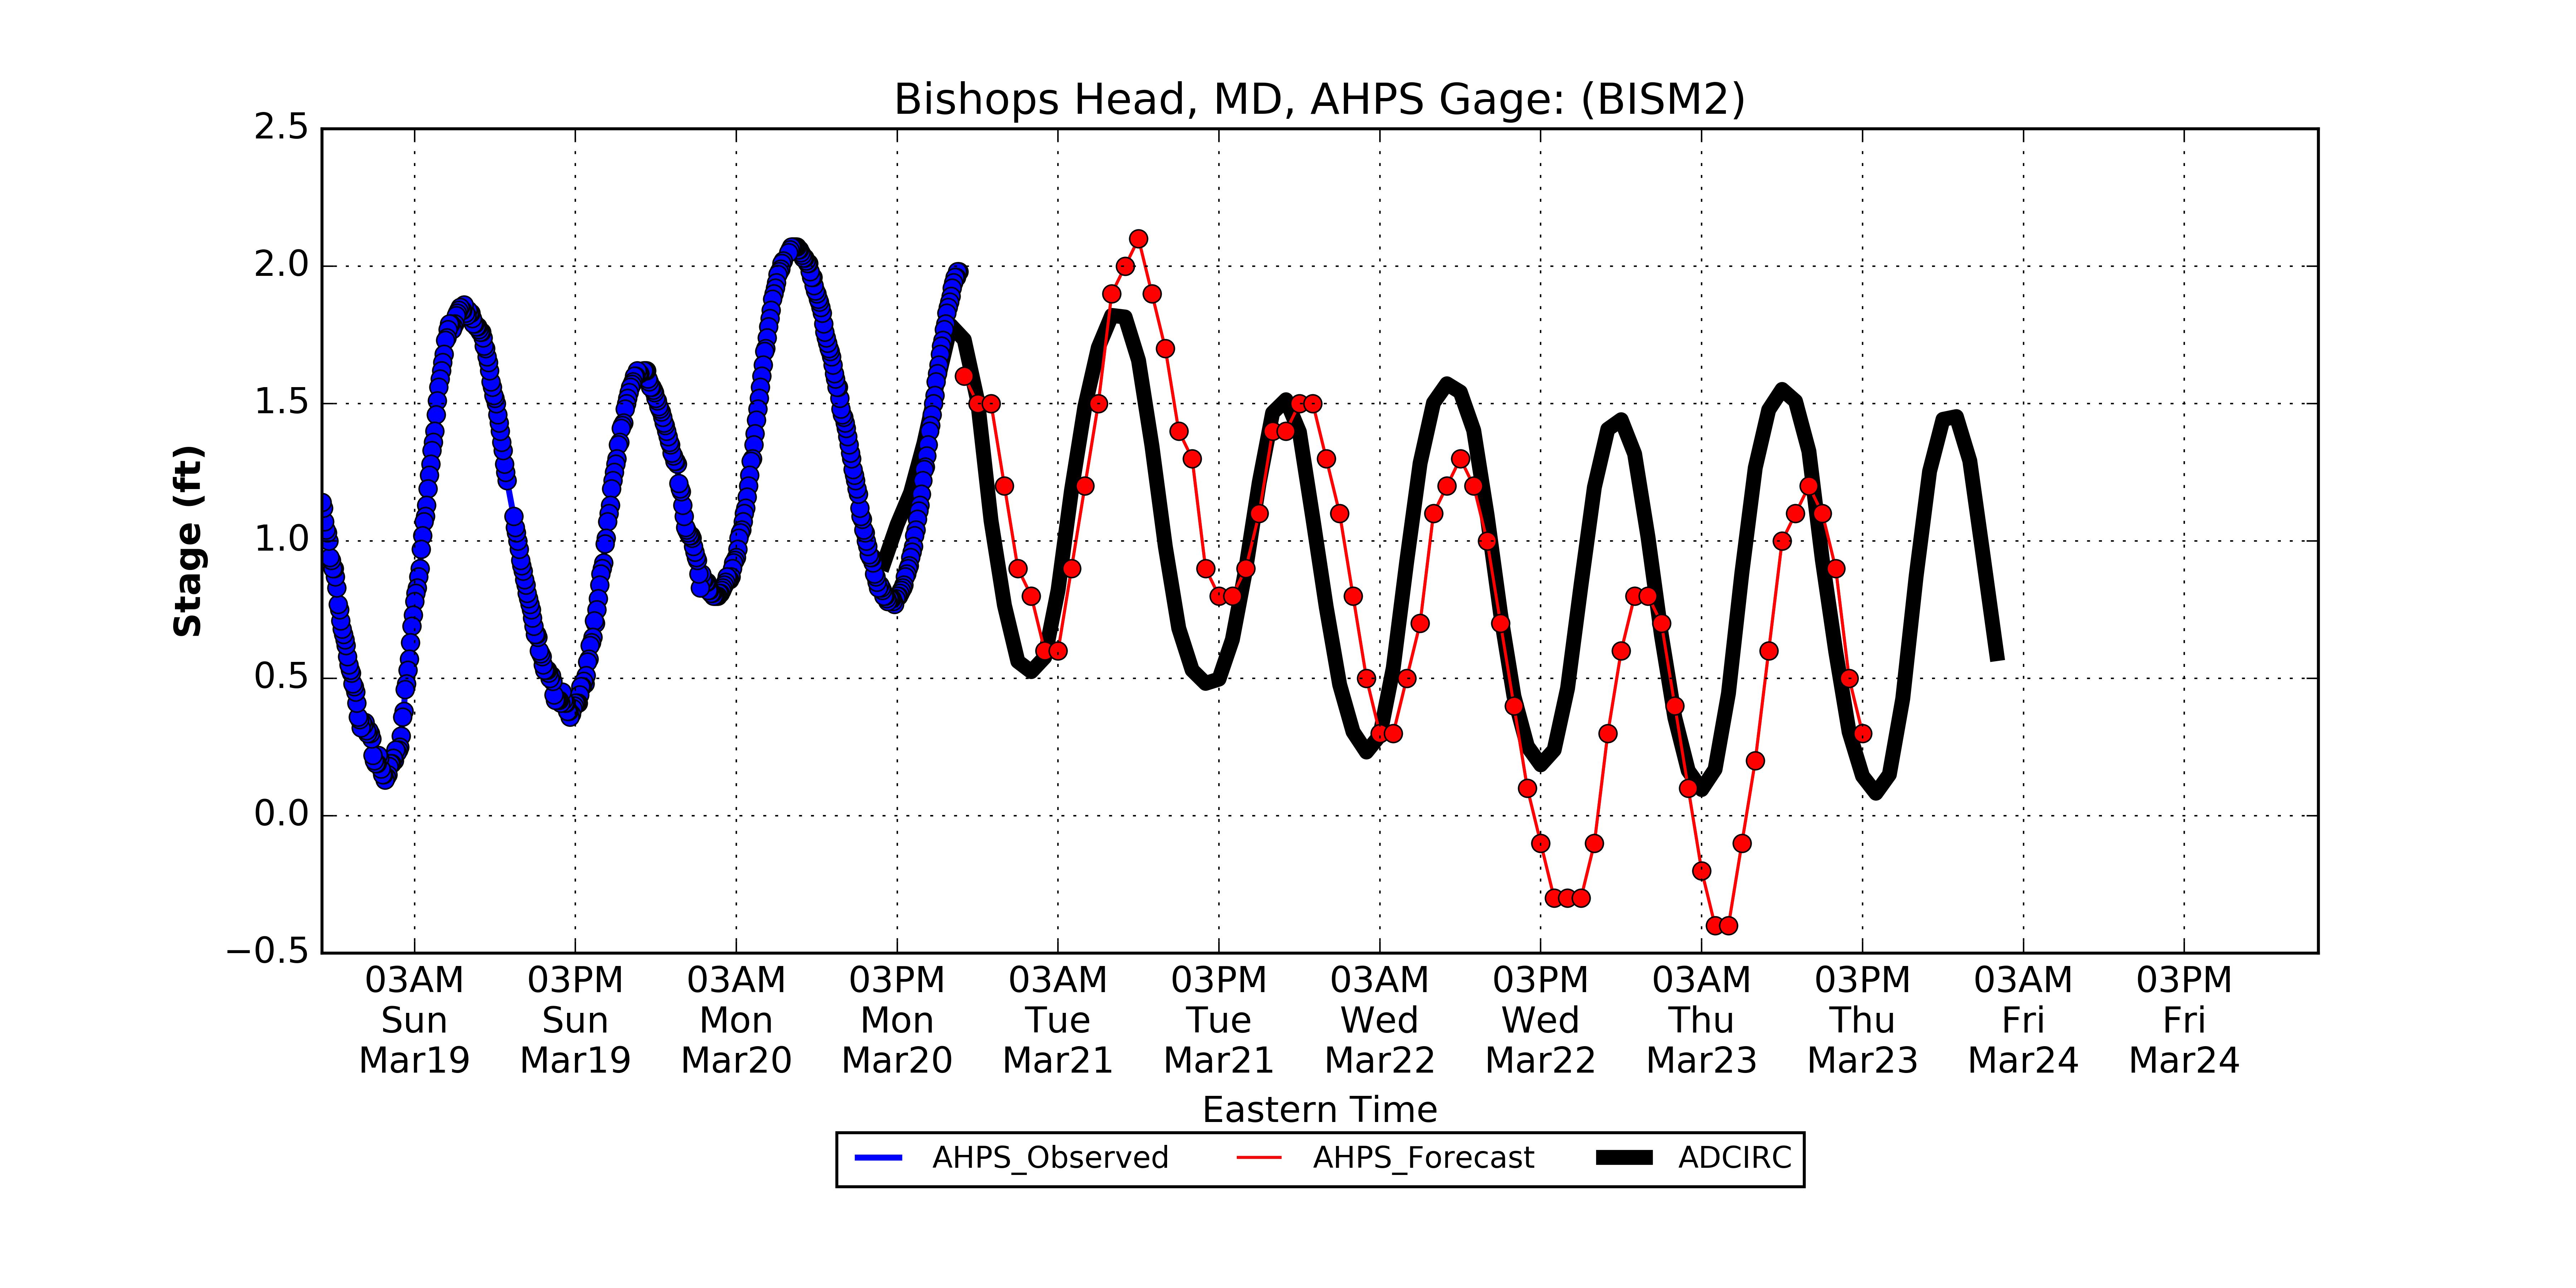 Bishops Head, MD, AHPS Gage: (BISM2)
Stage (ft)
2.5
2.0
1.5
1.0
0.5
0.0
−0.5
03AM 03PM 03AM 03PM 03AM 03PM 03AM 03PM 03AM 03PM 03AM 03PM
Sun Sun Mon Mon Tue Tue Wed Wed Thu Thu Fri Fri
Mar19 Mar19 Mar20 Mar20 Mar21 Mar21 Mar22 Mar22 Mar23 Mar23 Mar24 Mar24
Eastern Time
AHPS_Observed AHPS_Forecast ADCIRC